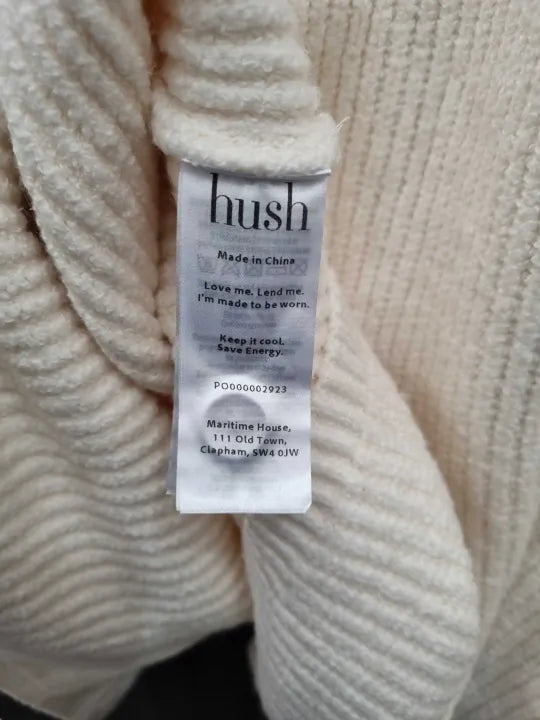 hush
Made in China
Love me. Lend me.
I'm made to be worn.
Keep it cool.
Save Energy.
PO000002923
Maritime House,
111 Old Town,
Clapham, SW4 0JW